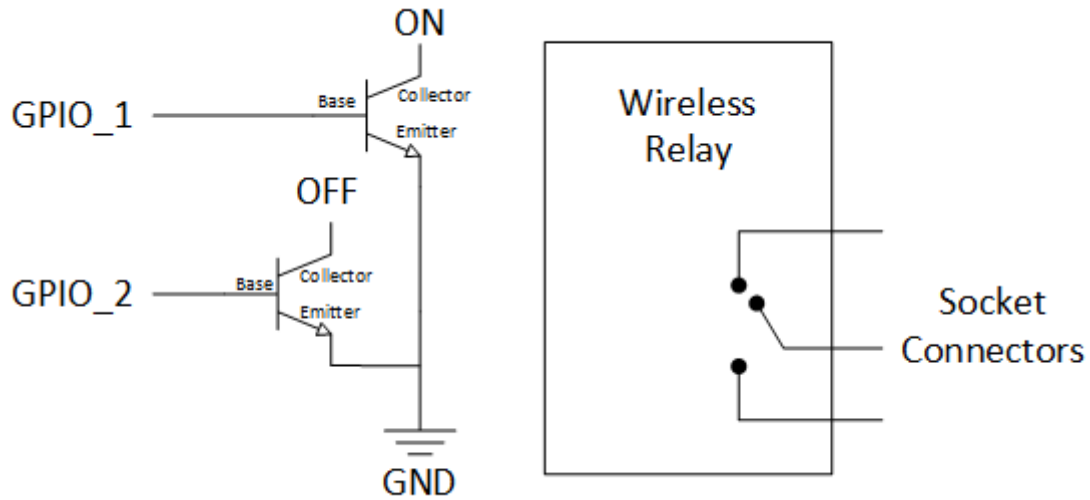 ON
Base
Collector
GPIO_1
Emitter
OFF
Base
Collector
GPIO_2
Emitter
GND
Wireless
Relay
Socket
Connectors